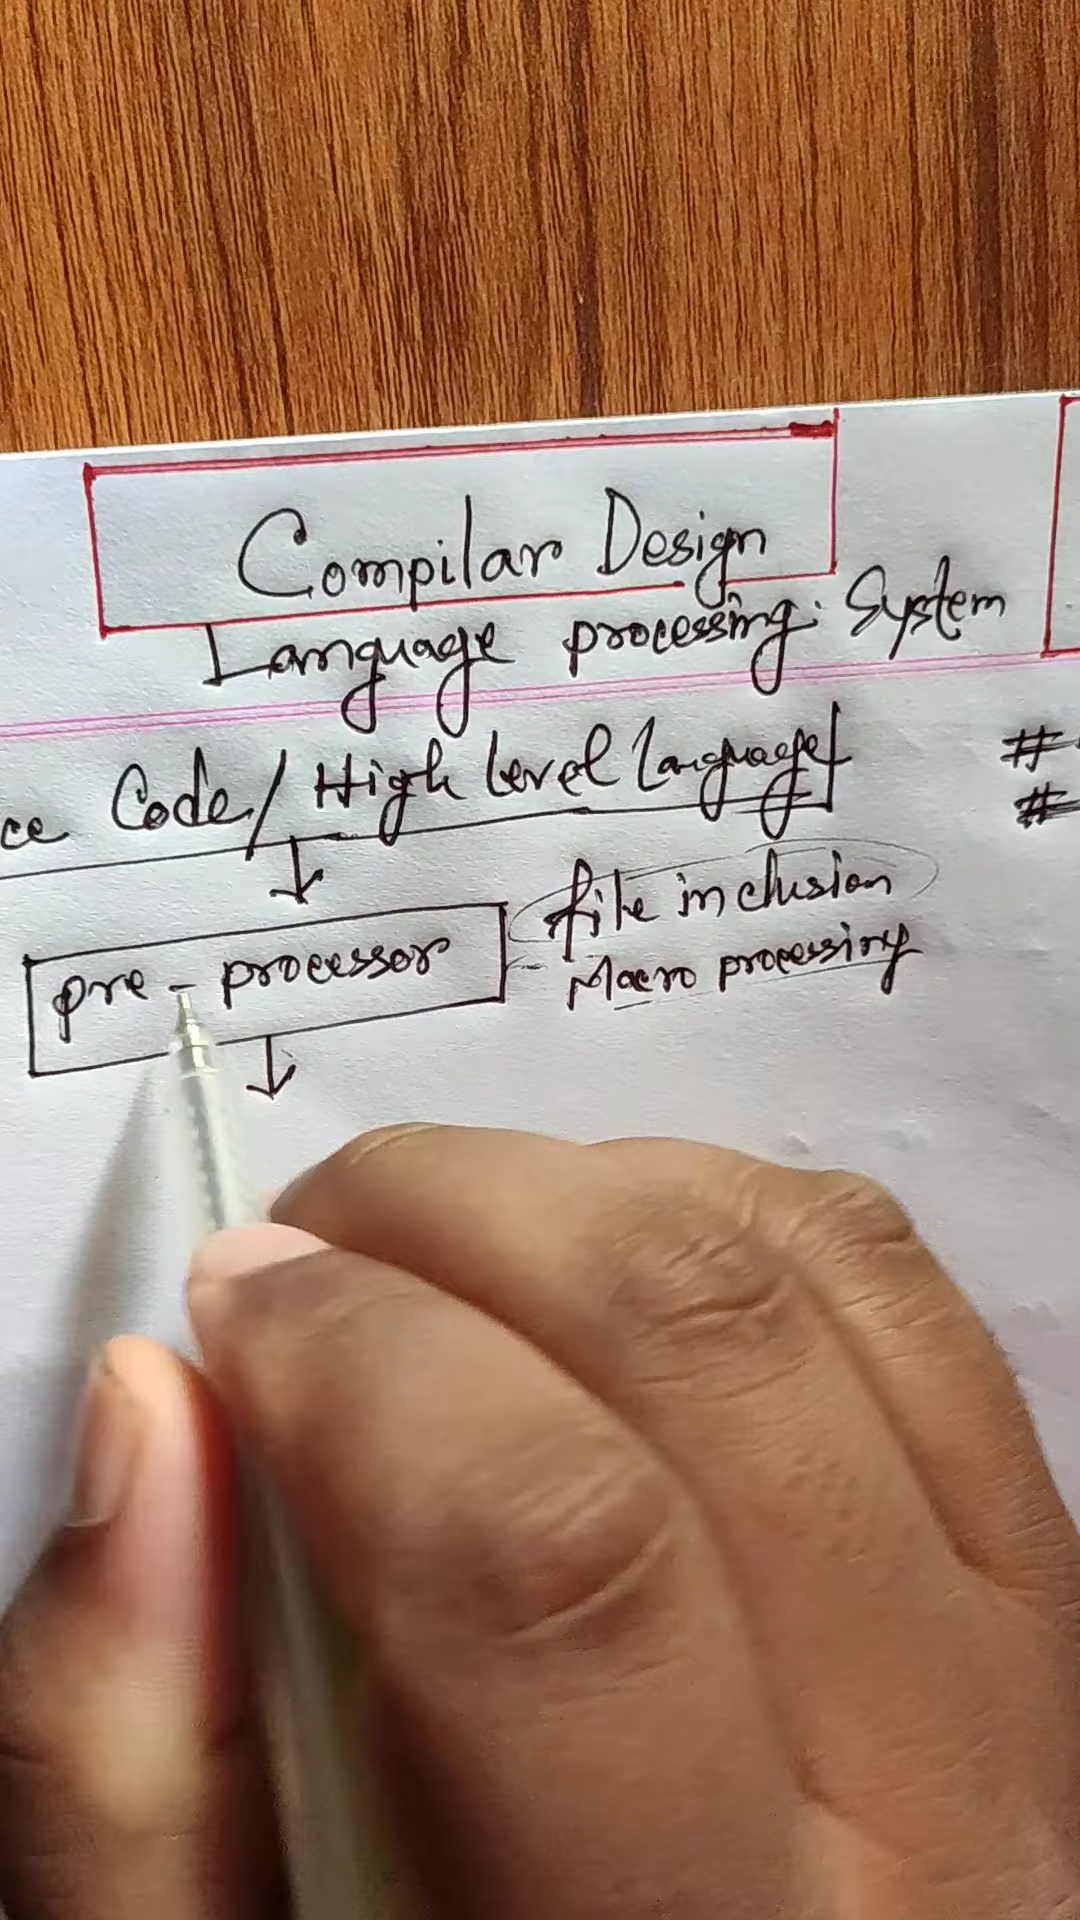 Compilar Design
Language processing System
ce Code/High level language
#
#
file inclusion
pre-processor
- Macro processing